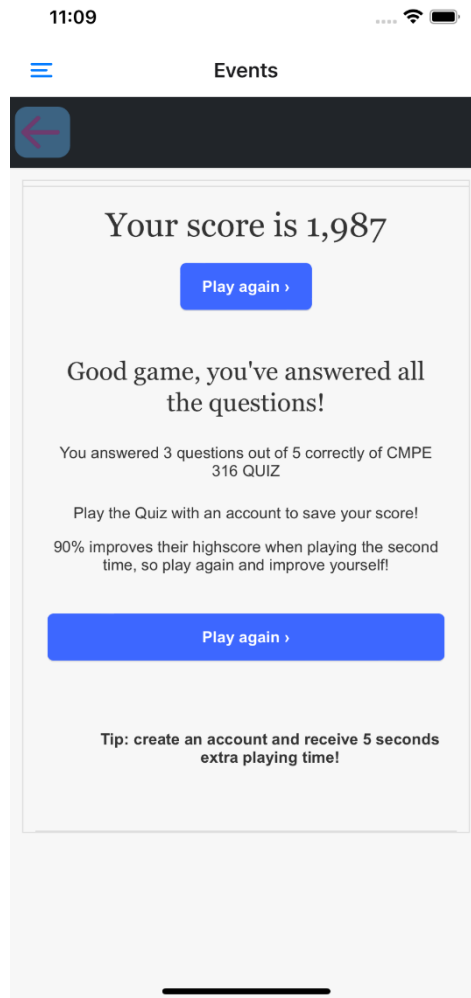 11:09
Events
Your score is 1,987
Play again ›
Good game, you've answered all
the questions!
You answered 3 questions out of 5 correctly of CMPE
316 QUIZ
Play the Quiz with an account to save your score!
90% improves their highscore when playing the second
time, so play again and improve yourself!
Play again ›
Tip: create an account and receive 5 seconds
extra playing time!